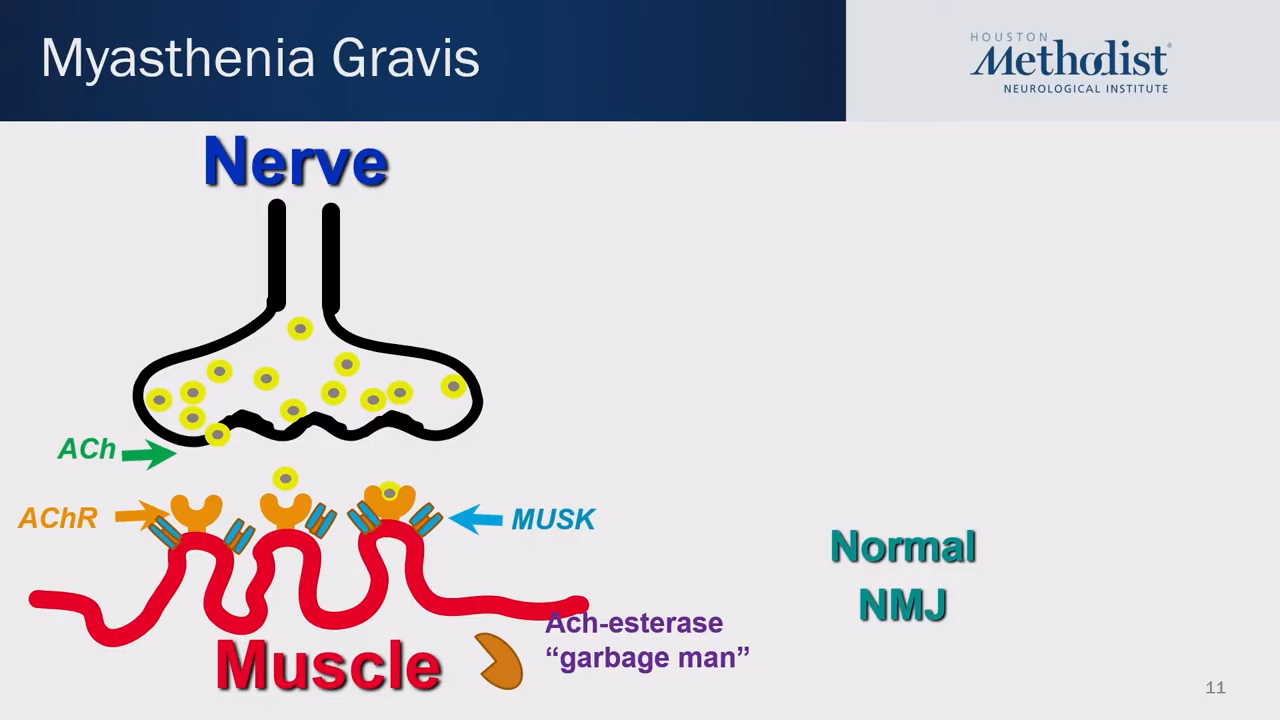 Myasthenia Gravis
HOUSTON
Methodist®
NEUROLOGICAL INSTITUTE
Nerve
ACh
AChR
MUSK
Normal
NMJ
Ach-esterase
“garbage man”
Muscle
11